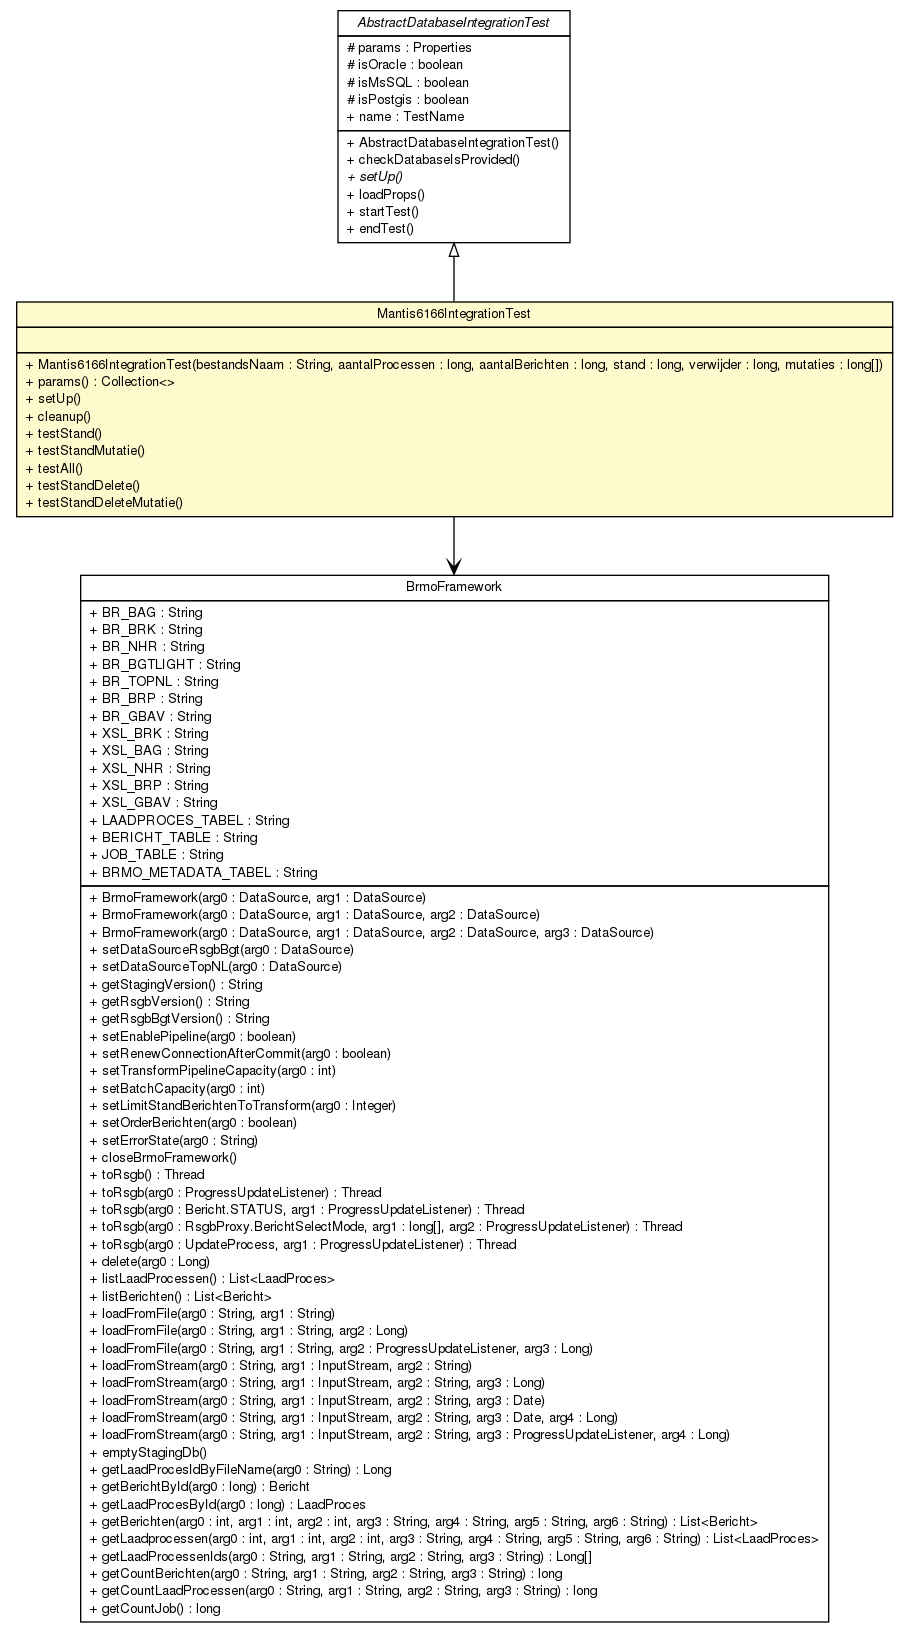 AbstractDatabaseIntegrationTest
# params : Properties
# isOracle : boolean
# isMsSQL : boolean
# isPostgis : boolean
+ name : TestName
+ AbstractDatabaseIntegrationTest()
+ checkDatabaseIsProvided()
+ setUp()
+ loadProps()
+ startTest()
+ endTest()
Mantis6166IntegrationTest
+ Mantis6166IntegrationTest(bestandsNaam : String, aantalProcessen : long, aantalBerichten : long, stand : long, verwijder : long, mutaties : long[])
+ params() : Collection<>
+ setUp()
+ cleanup()
+ testStand()
+ testStandMutatie()
+ testAll()
+ testStandDelete()
+ testStandDeleteMutatie()
BrmoFramework
+ BR_BAG : String
+ BR_BRK : String
+ BR_NHR : String
+ BR_BGTLIGHT : String
+ BR_TOPNL : String
+ BR_BRP : String
+ BR_GBAV : String
+ XSL_BRK : String
+ XSL_BAG : String
+ XSL_NHR : String
+ XSL_BRP : String
+ XSL_GBAV : String
+ LAADPROCES_TABEL : String
+ BERICHT_TABLE : String
+ JOB_TABLE : String
+ BRMO_METADATA_TABEL : String
+ BrmoFramework(arg0 : DataSource, arg1 : DataSource)
+ BrmoFramework(arg0 : DataSource, arg1 : DataSource, arg2 : DataSource)
+ BrmoFramework(arg0 : DataSource, arg1 : DataSource, arg2 : DataSource, arg3 : DataSource)
+ setDataSourceRsgbBgt(arg0 : DataSource)
+ setDataSourceTopNL(arg0 : DataSource)
+ getStagingVersion() : String
+ getRsgbVersion() : String
+ getRsgbBgtVersion() : String
+ setEnablePipeline(arg0 : boolean)
+ setRenewConnectionAfterCommit(arg0 : boolean)
+ setTransformPipelineCapacity(arg0 : int)
+ setBatchCapacity(arg0 : int)
+ setLimitStandBerichtenToTransform(arg0 : Integer)
+ setOrderBerichten(arg0 : boolean)
+ setErrorState(arg0 : String)
+ closeBrmoFramework()
+ toRsgb() : Thread
+ toRsgb(arg0 : ProgressUpdateListener) : Thread
+ toRsgb(arg0 : Bericht.STATUS, arg1 : ProgressUpdateListener) : Thread
+ toRsgb(arg0 : RsgbProxy.BerichtSelectMode, arg1 : long[], arg2 : ProgressUpdateListener) : Thread
+ toRsgb(arg0 : UpdateProcess, arg1 : ProgressUpdateListener) : Thread
+ delete(arg0 : Long)
+ listLaadProcessen() : List<LaadProces>
+ listBerichten() : List<Bericht>
+ loadFromFile(arg0 : String, arg1 : String)
+ loadFromFile(arg0 : String, arg1 : String, arg2 : Long)
+ loadFromFile(arg0 : String, arg1 : String, arg2 : ProgressUpdateListener, arg3 : Long)
+ loadFromStream(arg0 : String, arg1 : InputStream, arg2 : String)
+ loadFromStream(arg0 : String, arg1 : InputStream, arg2 : String, arg3 : Long)
+ loadFromStream(arg0 : String, arg1 : InputStream, arg2 : String, arg3 : Date)
+ loadFromStream(arg0 : String, arg1 : InputStream, arg2 : String, arg3 : Date, arg4 : Long)
+ loadFromStream(arg0 : String, arg1 : InputStream, arg2 : String, arg3 : ProgressUpdateListener, arg4 : Long)
+ emptyStagingDb()
+ getLaadProcesIdByFileName(arg0 : String) : Long
+ getBerichtById(arg0 : long) : Bericht
+ getLaadProcesById(arg0 : long) : LaadProces
+ getBerichten(arg0 : int, arg1 : int, arg2 : int, arg3 : String, arg4 : String, arg5 : String, arg6 : String) : List<Bericht>
+ getLaadprocessen(arg0 : int, arg1 : int, arg2 : int, arg3 : String, arg4 : String, arg5 : String, arg6 : String) : List<LaadProces>
+ getLaadProcessenIds(arg0 : String, arg1 : String, arg2 : String, arg3 : String) : Long[]
+ getCountBerichten(arg0 : String, arg1 : String, arg2 : String, arg3 : String) : long
+ getCountLaadProcessen(arg0 : String, arg1 : String, arg2 : String, arg3 : String) : long
+ getCountJob() : long